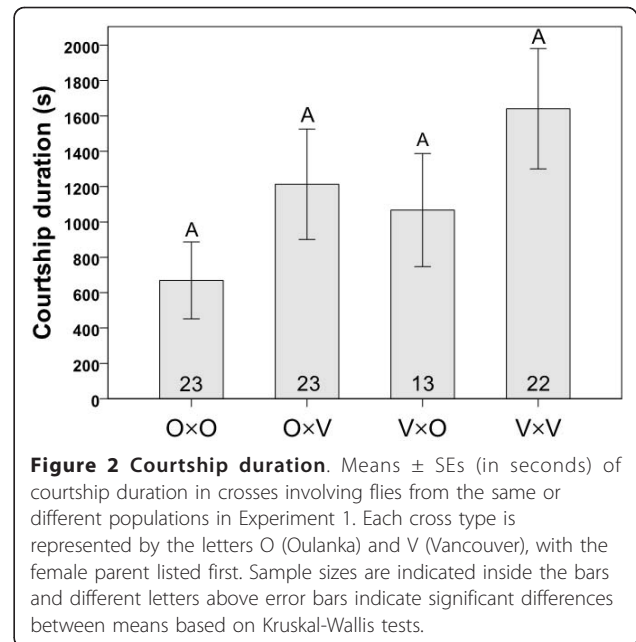 Courtship duration (s)
2000
1800
1600
1400
1200
1000
800
600
400
200
0
A
A
A
A
23
23
13
22
O×O
O×V
V×O
V×V
Figure 2 Courtship duration. Means ± SEs (in seconds) of
courtship duration in crosses involving flies from the same or
different populations in Experiment 1. Each cross type is
represented by the letters O (Oulanka) and V (Vancouver), with the
female parent listed first. Sample sizes are indicated inside the bars
and different letters above error bars indicate significant differences
between means based on Kruskal-Wallis tests.